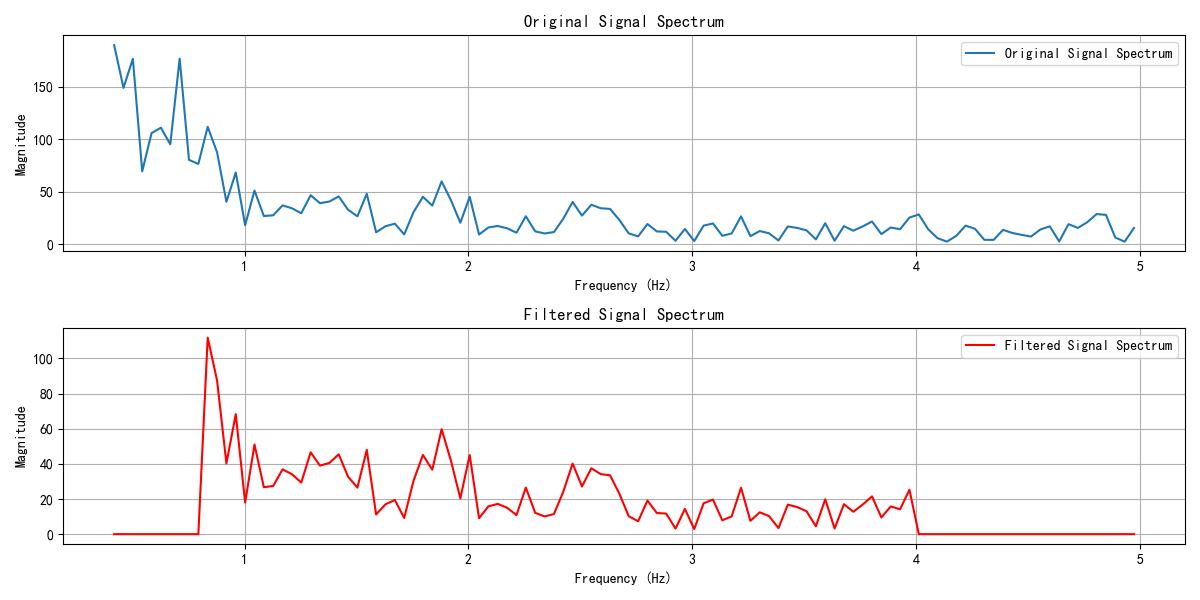 Original Signal Spectrum
Original Signal Spectrum
Magnitude
150
100
50
0
1
2
3
4
5
Frequency (Hz)
Filtered Signal Spectrum
Filtered Signal Spectrum
Magnitude
100
80
60
40
20
0
1
2
3
4
5
Frequency (Hz)